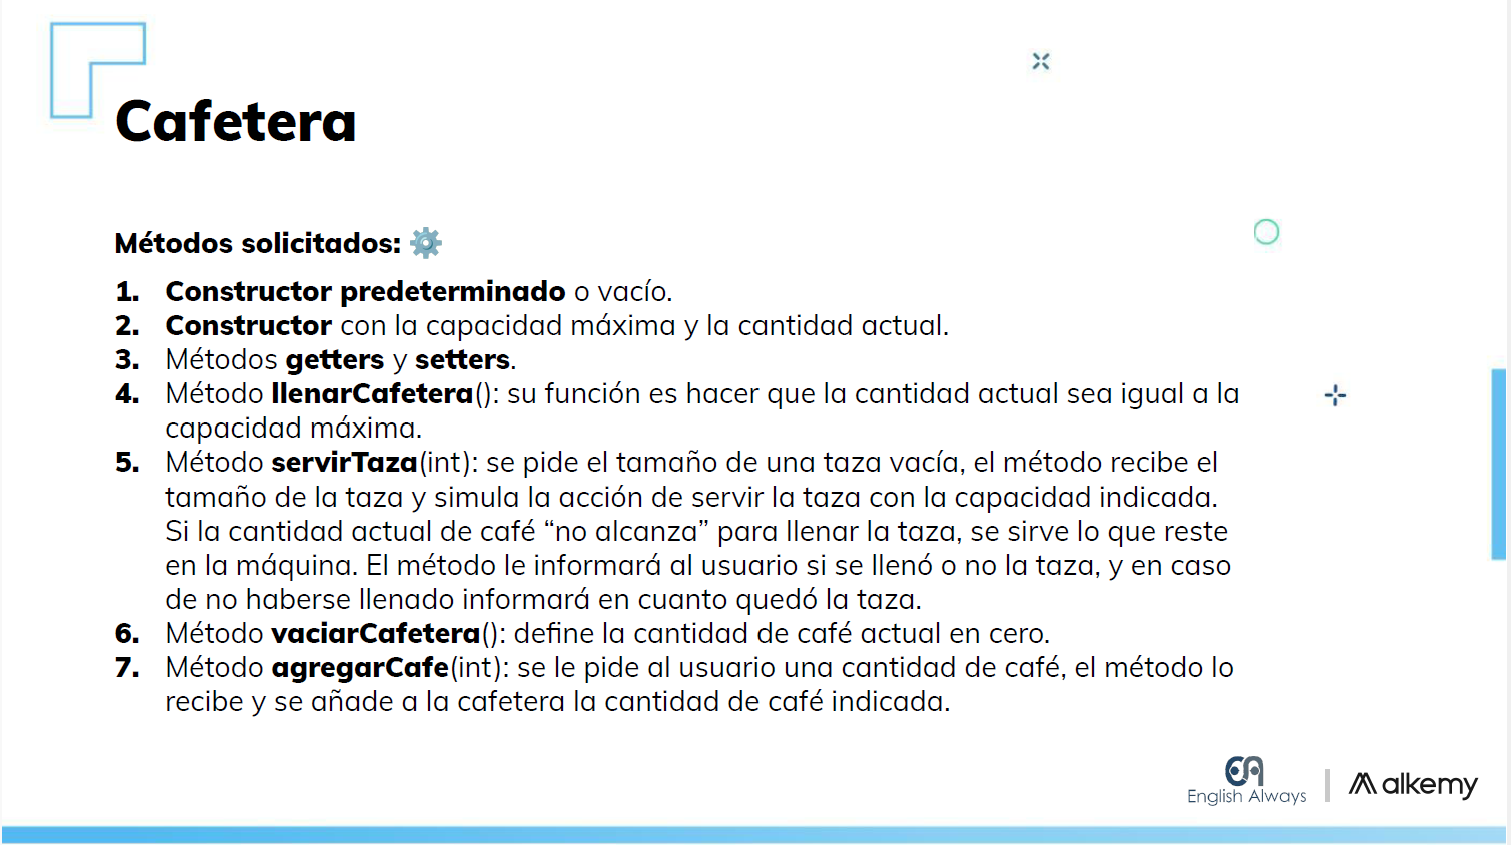 Cafetera
Métodos solicitados:
1. Constructor predeterminado o vacío.
2. Constructor con la capacidad máxima y la cantidad actual.
3. Métodos getters y setters.
4. Método llenarCafetera(): su función es hacer que la cantidad actual sea igual a la
capacidad máxima.
5. Método servirTaza(int): se pide el tamaño de una taza vacía, el método recibe el
tamaño de la taza y simula la acción de servir la taza con la capacidad indicada.
Si la cantidad actual de café “no alcanza” para llenar la taza, se sirve lo que reste
en la máquina. El método le informará al usuario si se llenó o no la taza, y en caso
de no haberse llenado informará en cuanto quedó la taza.
6. Método vaciarCafetera(): define la cantidad de café actual en cero.
7. Método agregarCafe(int): se le pide al usuario una cantidad de café, el método lo
recibe y se añade a la cafetera la cantidad de café indicada.
EA
English Always
alkemy